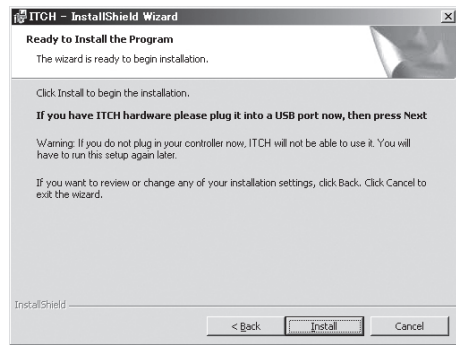 ITCH - InstallShield Wizard
Ready to Install the Program
The wizard is ready to begin installation.
Click Install to begin the installation.
If you have ITCH hardware please plug it into a USB port now, then press Next
Warning: If you do not plug in your controller now, ITCH will not be able to use it. You will
have to run this setup again later.
If you want to review or change any of your installation settings, click Back. Click Cancel to
exit the wizard.
InstallShield
< Back
Install
Cancel